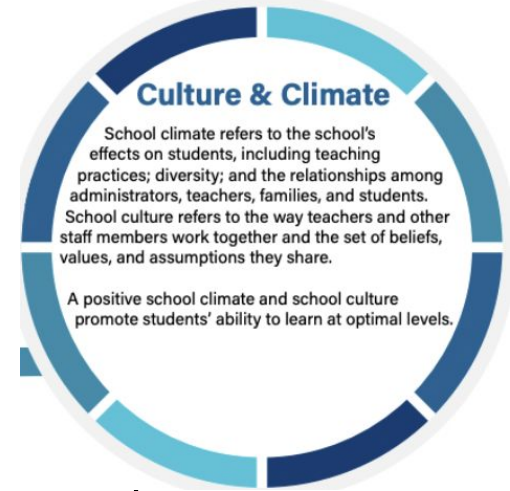 Culture & Climate
School climate refers to the school's
effects on students, including teaching
practices; diversity; and the relationships among
administrators, teachers, families, and students.
School culture refers to the way teachers and other
staff members work together and the set of beliefs,
values, and assumptions they share.
A positive school climate and school culture
promote students' ability to learn at optimal levels.